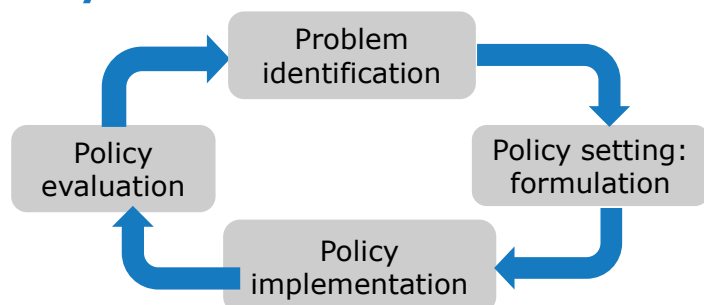 Problem
identification
Policy setting:
formulation
Policy
implementation
Policy
evaluation